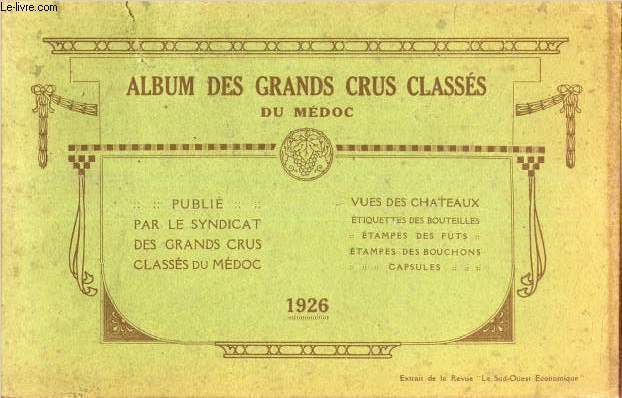 Le-livre.com
ALBUM DES GRANDS CRUS CLASSÉS
DU MÉDOC
:: :: PUBLIÉ :: ::
PAR LE SYNDICAT
DES GRANDS CRUS
CLASSÉS DU MÉDOC
VUES DES CHATEAUX
ÉTIQUETTES DES BOUTEILLES
:: ÉTAMPES DES FUTS ::
ÉTAMPES DES BOUCHONS
:: :: :: CAPSULES :: :: ::
1926
Extrait de la Revue "Le Sud-Ouest Economique"